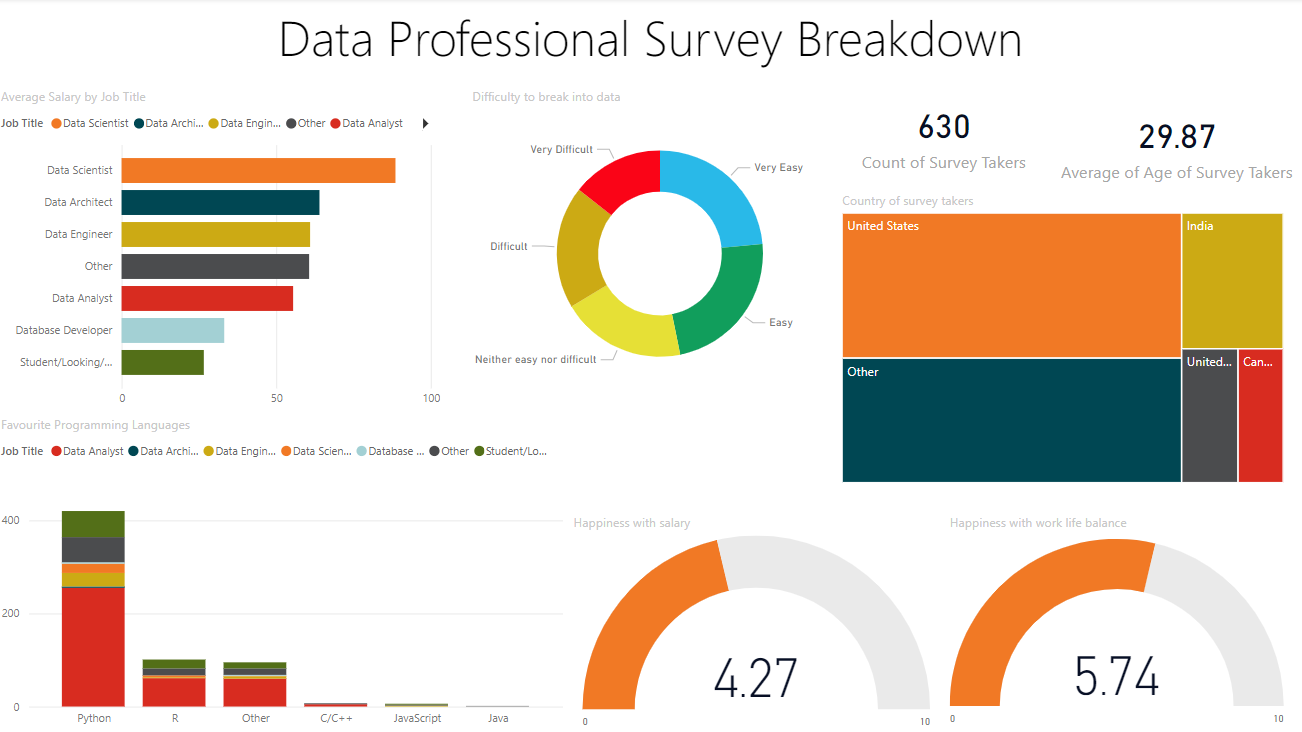 Data Professional Survey Breakdown
Average Salary by Job Title
Job Title Data Scientist Data Archi... Data Engin... Other Data Analyst
Data Scientist
Data Architect
Data Engineer
Other
Data Analyst
Database Developer
Student/Looking/...
0 50 100
Difficulty to break into data
Very Difficult
Very Easy
Difficult
Easy
Neither easy nor difficult
630
Count of Survey Takers
29.87
Average of Age of Survey Takers
Country of survey takers
United States
India
Other
United...
Can...
Favourite Programming Languages
Job Title Data Analyst Data Archi... Data Engin... Data Scien... Database ... Other Student/Lo...
400
200
0
Python R Other C/C++ JavaScript Java
Happiness with salary
4.27
0 10
Happiness with work life balance
5.74
0 10